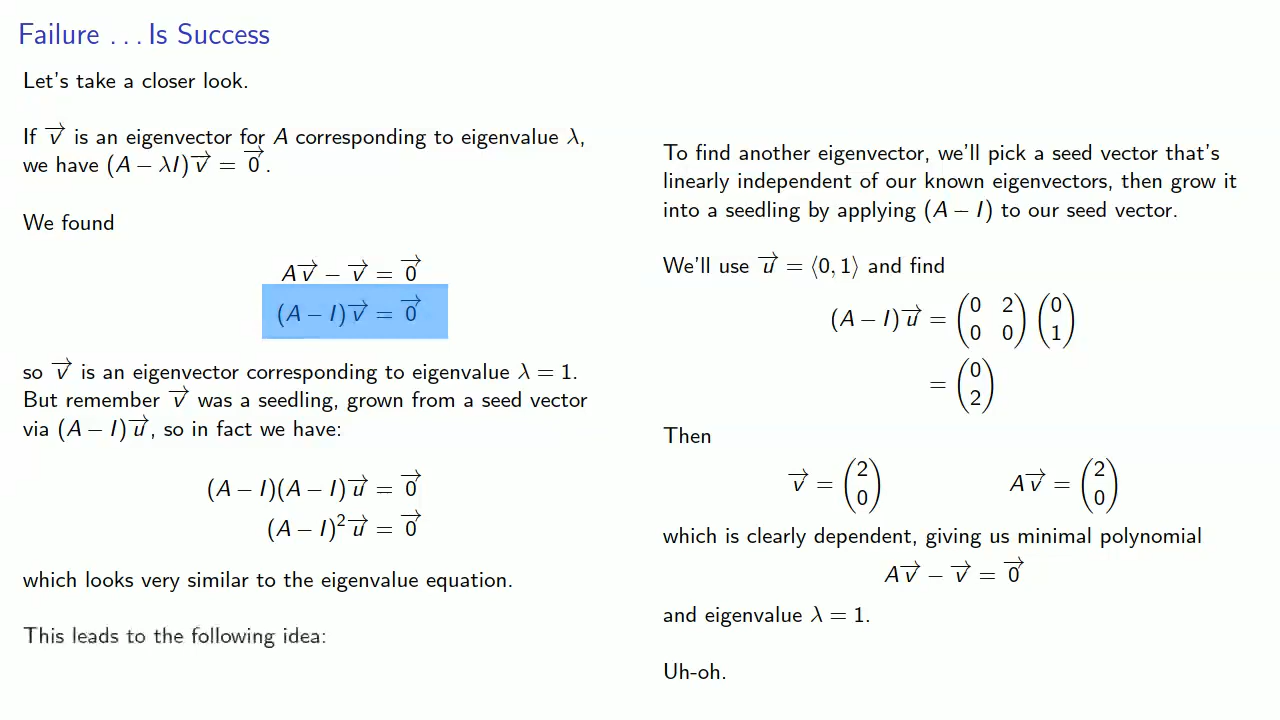 Failure . . . Is Success
Let's take a closer look.
If v⃗ is an eigenvector for A corresponding to eigenvalue λ,
we have (A − λI)v⃗ = 0⃗.
We found
Av⃗ − v⃗ = 0⃗
(A − I)v⃗ = 0⃗
so v⃗ is an eigenvector corresponding to eigenvalue λ = 1.
But remember v⃗ was a seedling, grown from a seed vector
via (A − I)u⃗, so in fact we have:
(A − I)(A − I)u⃗ = 0⃗
(A − I)²u⃗ = 0⃗
which looks very similar to the eigenvalue equation.
This leads to the following idea:
To find another eigenvector, we'll pick a seed vector that's
linearly independent of our known eigenvectors, then grow it
into a seedling by applying (A − I) to our seed vector.
We'll use u⃗ = ⟨0, 1⟩ and find
(A − I)u⃗ = (0 2; 0 0)(0; 1)
= (0; 2)
Then
v⃗ = (2; 0) Av⃗ = (2; 0)
which is clearly dependent, giving us minimal polynomial
Av⃗ − v⃗ = 0⃗
and eigenvalue λ = 1.
Uh-oh.